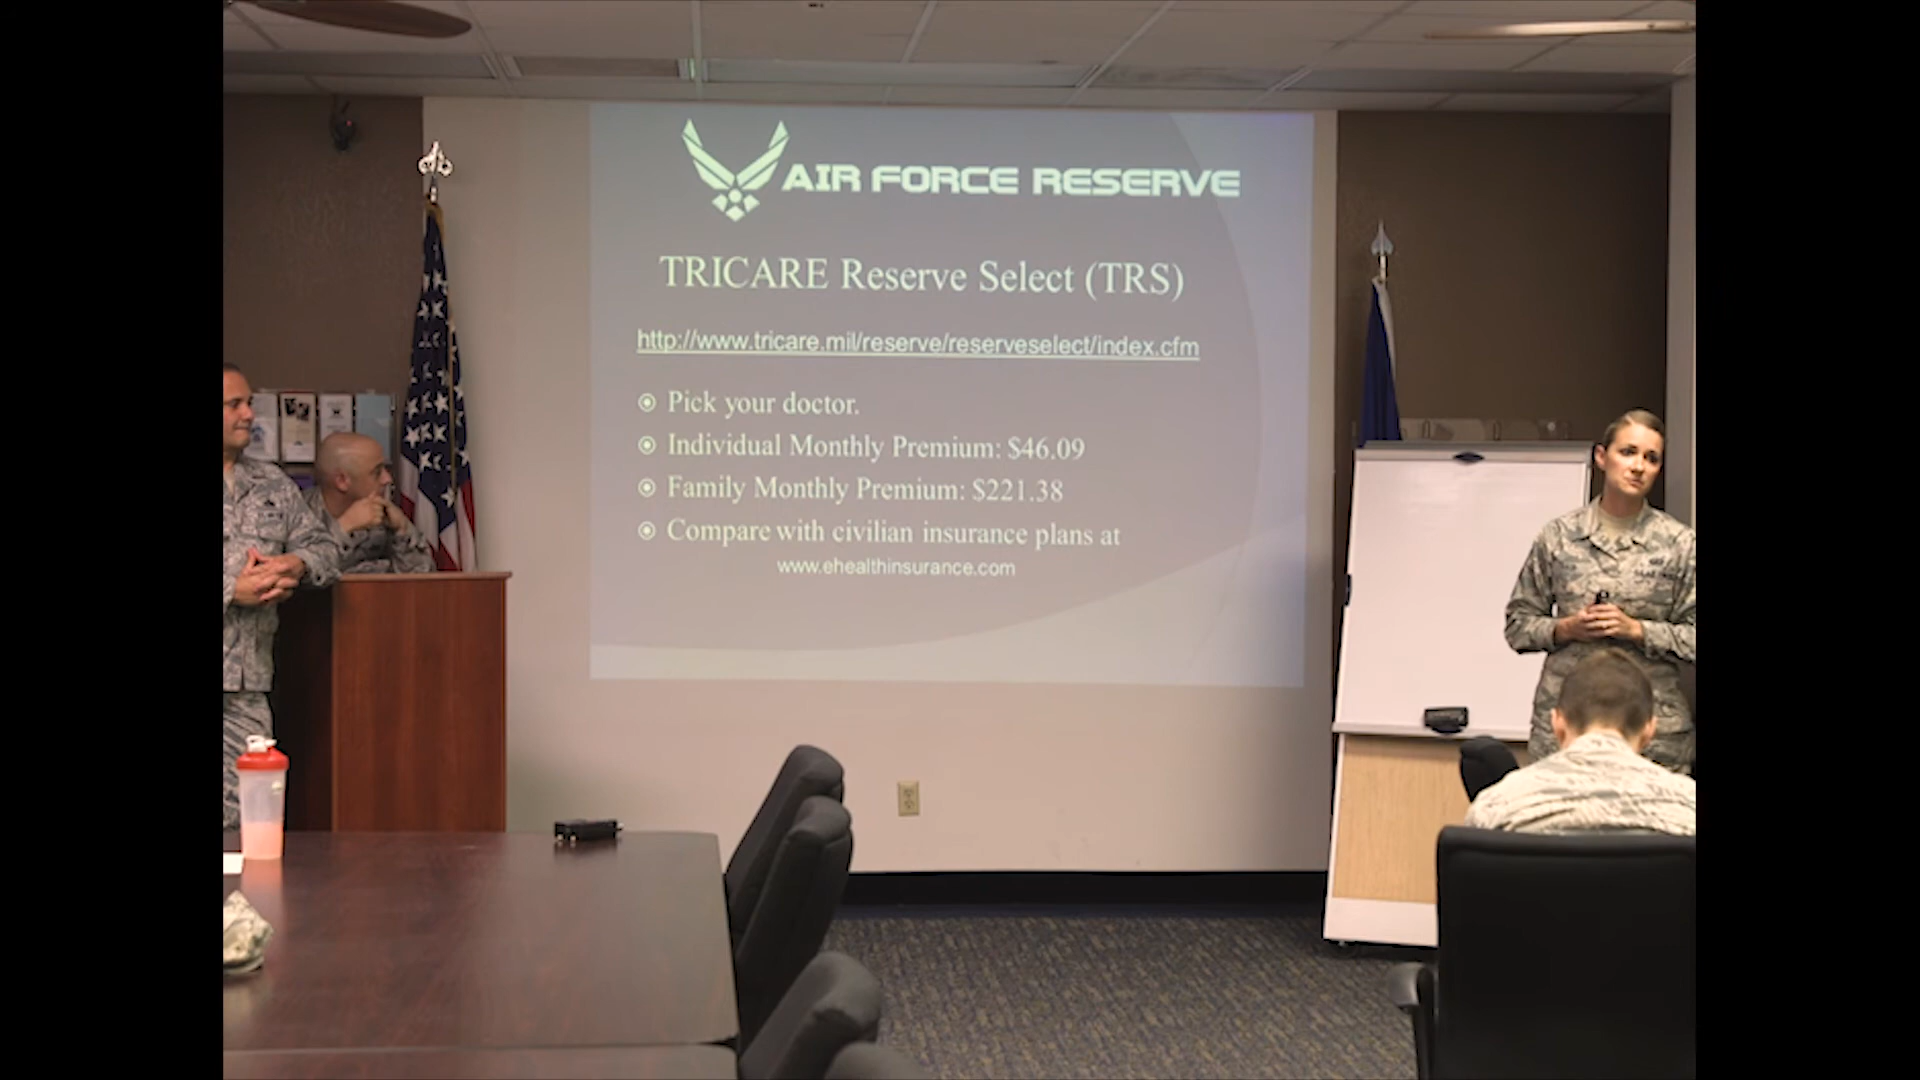 AIR FORCE RESERVE
TRICARE Reserve Select (TRS)
http://www.tricare.mil/reserve/reserveselect/index.cfm
Pick your doctor.
Individual Monthly Premium: $46.09
Family Monthly Premium: $221.38
Compare with civilian insurance plans at
www.ehealthinsurance.com